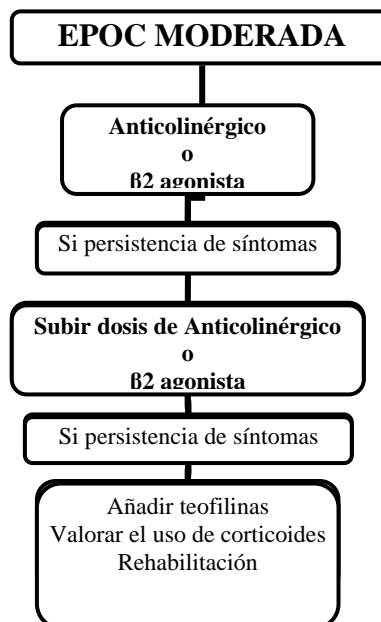 EPOC MODERADA
Anticolinérgico
o
ß2 agonista
Si persistencia de síntomas
Subir dosis de Anticolinérgico
o
ß2 agonista
Si persistencia de síntomas
Añadir teofilinas
Valorar el uso de corticoides
Rehabilitación